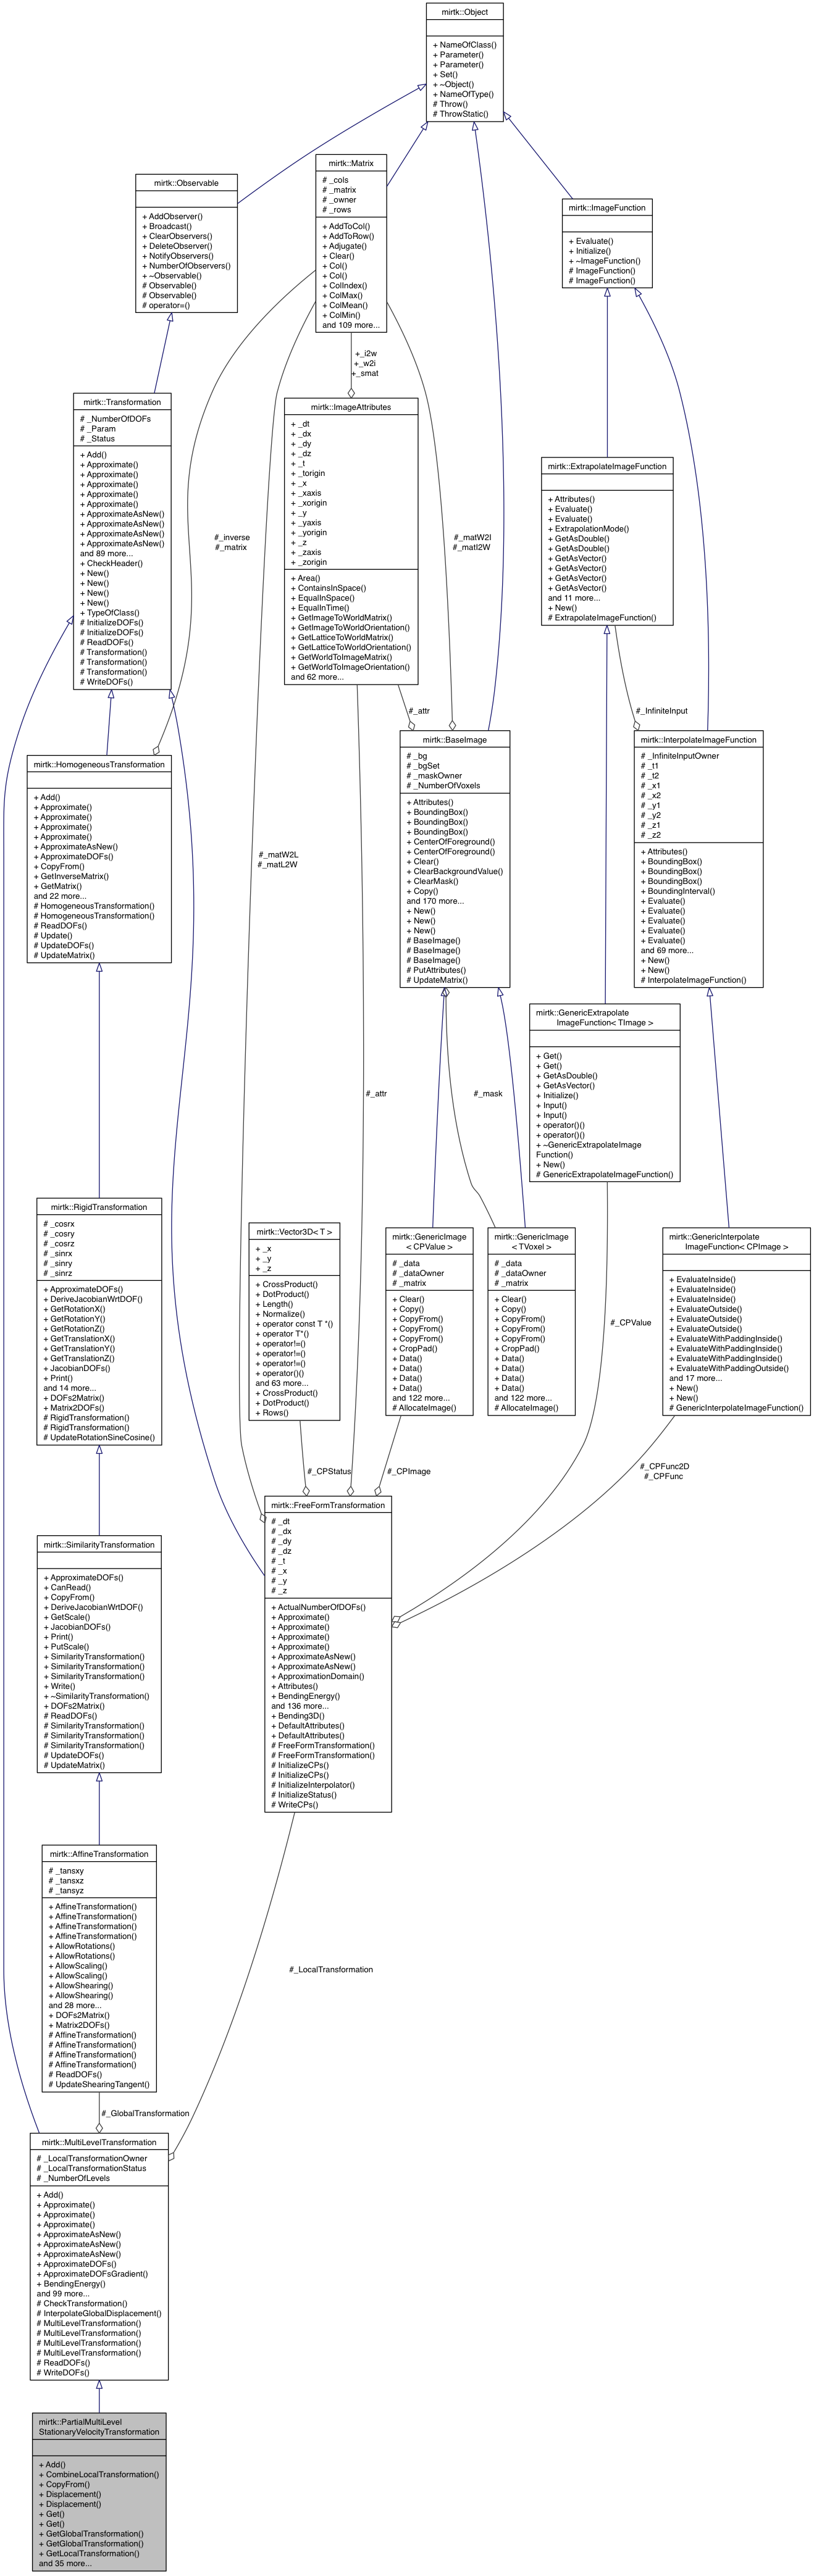 mirtk::Object
+ NameOfClass()
+ Parameter()
+ Parameter()
+ Set()
+ ~Object()
+ NameOfType()
# Throw()
# ThrowStatic()
mirtk::Matrix
# _cols
# _matrix
# _owner
# _rows
+ AddToCol()
+ AddToRow()
+ Adjugate()
+ Clear()
+ Col()
+ Col()
+ ColIndex()
+ ColMax()
+ ColMean()
+ ColMin()
and 109 more...
mirtk::Observable
+ AddObserver()
+ Broadcast()
+ ClearObservers()
+ DeleteObserver()
+ NotifyObservers()
+ NumberOfObservers()
+ ~Observable()
# Observable()
# Observable()
# operator=()
mirtk::ImageFunction
+ Evaluate()
+ Initialize()
+ ~ImageFunction()
# ImageFunction()
# ImageFunction()
+_i2w
+_w2i
+_smat
mirtk::Transformation
# _NumberOfDOFs
# _Param
# _Status
+ Add()
+ Approximate()
+ Approximate()
+ Approximate()
+ Approximate()
+ Approximate()
+ ApproximateAsNew()
+ ApproximateAsNew()
+ ApproximateAsNew()
+ ApproximateAsNew()
and 89 more...
+ CheckHeader()
+ New()
+ New()
+ New()
+ New()
+ TypeOfClass()
# InitializeDOFs()
# InitializeDOFs()
# ReadDOFs()
# Transformation()
# Transformation()
# Transformation()
# WriteDOFs()
mirtk::ImageAttributes
+ _dt
+ _dx
+ _dy
+ _dz
+ _t
+ _torigin
+ _x
+ _xaxis
+ _xorigin
+ _y
+ _yaxis
+ _yorigin
+ _z
+ _zaxis
+ _zorigin
+ Area()
+ ContainsInSpace()
+ EqualInSpace()
+ EqualInTime()
+ GetImageToWorldMatrix()
+ GetImageToWorldOrientation()
+ GetLatticeToWorldMatrix()
+ GetLatticeToWorldOrientation()
+ GetWorldToImageMatrix()
+ GetWorldToImageOrientation()
and 62 more...
#_inverse
#_matrix
#_matW2I
#_matI2W
mirtk::ExtrapolateImageFunction
+ Attributes()
+ Evaluate()
+ Evaluate()
+ ExtrapolationMode()
+ GetAsDouble()
+ GetAsDouble()
+ GetAsVector()
+ GetAsVector()
+ GetAsVector()
+ GetAsVector()
and 11 more...
+ New()
# ExtrapolateImageFunction()
#_attr
#_InfiniteInput
mirtk::HomogeneousTransformation
+ Add()
+ Approximate()
+ Approximate()
+ Approximate()
+ Approximate()
+ ApproximateAsNew()
+ ApproximateDOFs()
+ CopyFrom()
+ GetInverseMatrix()
+ GetMatrix()
and 22 more...
# HomogeneousTransformation()
# HomogeneousTransformation()
# ReadDOFs()
# Update()
# UpdateDOFs()
# UpdateMatrix()
#_matW2L
#_matL2W
mirtk::BaseImage
# _bg
# _bgSet
# _maskOwner
# _NumberOfVoxels
+ Attributes()
+ BoundingBox()
+ BoundingBox()
+ BoundingBox()
+ CenterOfForeground()
+ CenterOfForeground()
+ Clear()
+ ClearBackgroundValue()
+ ClearMask()
+ Copy()
and 170 more...
+ New()
+ New()
+ New()
# BaseImage()
# BaseImage()
# BaseImage()
# PutAttributes()
# UpdateMatrix()
mirtk::InterpolateImageFunction
# _InfiniteInputOwner
# _t1
# _t2
# _x1
# _x2
# _y1
# _y2
# _z1
# _z2
+ Attributes()
+ BoundingBox()
+ BoundingBox()
+ BoundingBox()
+ BoundingInterval()
+ Evaluate()
+ Evaluate()
+ Evaluate()
+ Evaluate()
+ Evaluate()
and 69 more...
+ New()
+ New()
# InterpolateImageFunction()
#_attr
#_mask
mirtk::GenericExtrapolate
ImageFunction< TImage >
+ Get()
+ Get()
+ GetAsDouble()
+ GetAsVector()
+ Initialize()
+ Input()
+ Input()
+ operator()()
+ operator()()
+ ~GenericExtrapolateImage
Function()
+ New()
# GenericExtrapolateImageFunction()
mirtk::RigidTransformation
# _cosrx
# _cosry
# _cosrz
# _sinrx
# _sinry
# _sinrz
+ ApproximateDOFs()
+ DeriveJacobianWrtDOF()
+ GetRotationX()
+ GetRotationY()
+ GetRotationZ()
+ GetTranslationX()
+ GetTranslationY()
+ GetTranslationZ()
+ JacobianDOFs()
+ Print()
and 14 more...
+ DOFs2Matrix()
+ Matrix2DOFs()
# RigidTransformation()
# RigidTransformation()
# UpdateRotationSineCosine()
mirtk::Vector3D< T >
+ _x
+ _y
+ _z
+ CrossProduct()
+ DotProduct()
+ Length()
+ Normalize()
+ operator const T *()
+ operator T*()
+ operator!=()
+ operator!=()
+ operator!=()
+ operator()()
and 63 more...
+ CrossProduct()
+ DotProduct()
+ Rows()
mirtk::GenericImage
< CPValue >
# _data
# _dataOwner
# _matrix
+ Clear()
+ Copy()
+ CopyFrom()
+ CopyFrom()
+ CopyFrom()
+ CropPad()
+ Data()
+ Data()
+ Data()
+ Data()
and 122 more...
# AllocateImage()
mirtk::GenericImage
< TVoxel >
# _data
# _dataOwner
# _matrix
+ Clear()
+ Copy()
+ CopyFrom()
+ CopyFrom()
+ CopyFrom()
+ CropPad()
+ Data()
+ Data()
+ Data()
+ Data()
and 122 more...
# AllocateImage()
#_CPValue
mirtk::GenericInterpolate
ImageFunction< CPImage >
+ EvaluateInside()
+ EvaluateInside()
+ EvaluateInside()
+ EvaluateOutside()
+ EvaluateOutside()
+ EvaluateOutside()
+ EvaluateWithPaddingInside()
+ EvaluateWithPaddingInside()
+ EvaluateWithPaddingInside()
+ EvaluateWithPaddingOutside()
and 17 more...
+ New()
+ New()
# GenericInterpolateImageFunction()
#_CPStatus
#_CPImage
#_CPFunc2D
#_CPFunc
mirtk::FreeFormTransformation
# _dt
# _dx
# _dy
# _dz
# _t
# _x
# _y
# _z
+ ActualNumberOfDOFs()
+ Approximate()
+ Approximate()
+ Approximate()
+ Approximate()
+ ApproximateAsNew()
+ ApproximateAsNew()
+ ApproximationDomain()
+ Attributes()
+ BendingEnergy()
and 136 more...
+ Bending3D()
+ DefaultAttributes()
+ DefaultAttributes()
# FreeFormTransformation()
# FreeFormTransformation()
# InitializeCPs()
# InitializeCPs()
# InitializeInterpolator()
# InitializeStatus()
# WriteCPs()
mirtk::SimilarityTransformation
+ ApproximateDOFs()
+ CanRead()
+ CopyFrom()
+ DeriveJacobianWrtDOF()
+ GetScale()
+ JacobianDOFs()
+ Print()
+ PutScale()
+ SimilarityTransformation()
+ SimilarityTransformation()
+ SimilarityTransformation()
+ Write()
+ ~SimilarityTransformation()
+ DOFs2Matrix()
# ReadDOFs()
# SimilarityTransformation()
# SimilarityTransformation()
# SimilarityTransformation()
# UpdateDOFs()
# UpdateMatrix()
mirtk::AffineTransformation
# _tansxy
# _tansxz
# _tansyz
+ AffineTransformation()
+ AffineTransformation()
+ AffineTransformation()
+ AffineTransformation()
+ AllowRotations()
+ AllowRotations()
+ AllowScaling()
+ AllowScaling()
+ AllowShearing()
+ AllowShearing()
and 28 more...
+ DOFs2Matrix()
+ Matrix2DOFs()
# AffineTransformation()
# AffineTransformation()
# AffineTransformation()
# AffineTransformation()
# ReadDOFs()
# UpdateShearingTangent()
#_LocalTransformation
#_GlobalTransformation
mirtk::MultiLevelTransformation
# _LocalTransformationOwner
# _LocalTransformationStatus
# _NumberOfLevels
+ Add()
+ Approximate()
+ Approximate()
+ Approximate()
+ ApproximateAsNew()
+ ApproximateAsNew()
+ ApproximateAsNew()
+ ApproximateDOFs()
+ ApproximateDOFsGradient()
+ BendingEnergy()
and 99 more...
# CheckTransformation()
# InterpolateGlobalDisplacement()
# MultiLevelTransformation()
# MultiLevelTransformation()
# MultiLevelTransformation()
# MultiLevelTransformation()
# ReadDOFs()
# WriteDOFs()
mirtk::PartialMultiLevel
StationaryVelocityTransformation
+ Add()
+ CombineLocalTransformation()
+ CopyFrom()
+ Displacement()
+ Displacement()
+ Get()
+ Get()
+ GetGlobalTransformation()
+ GetGlobalTransformation()
+ GetLocalTransformation()
and 35 more...